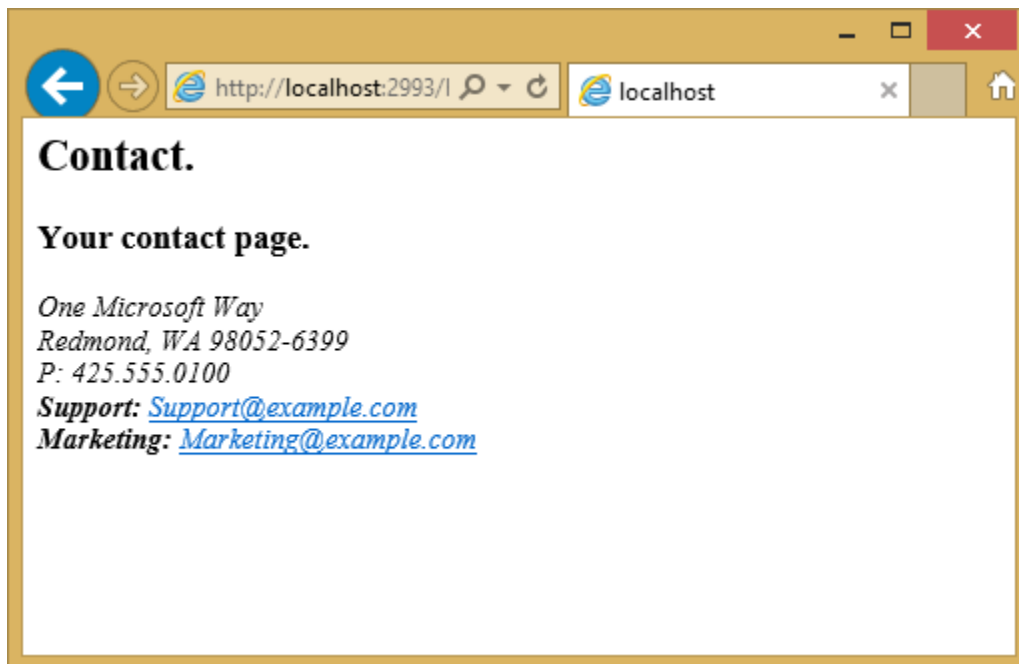 http://localhost:2993/l
localhost
Contact.
Your contact page.
One Microsoft Way
Redmond, WA 98052-6399
P: 425.555.0100
Support: Support@example.com
Marketing: Marketing@example.com